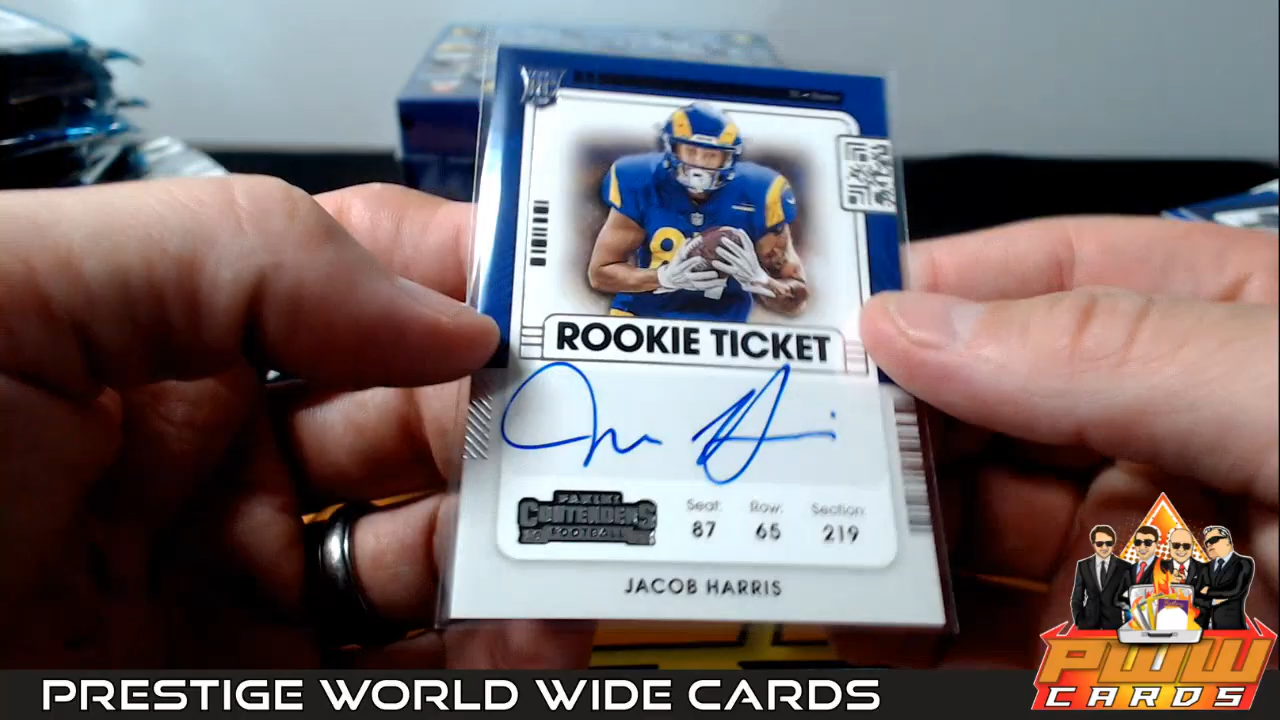 RC
ROOKIE TICKET
PANINI
CONTENDERS
FOOTBALL
Seat: Row: Section:
87 65 219
JACOB HARRIS
PWW
CARDS
PRESTIGE WORLD WIDE CARDS